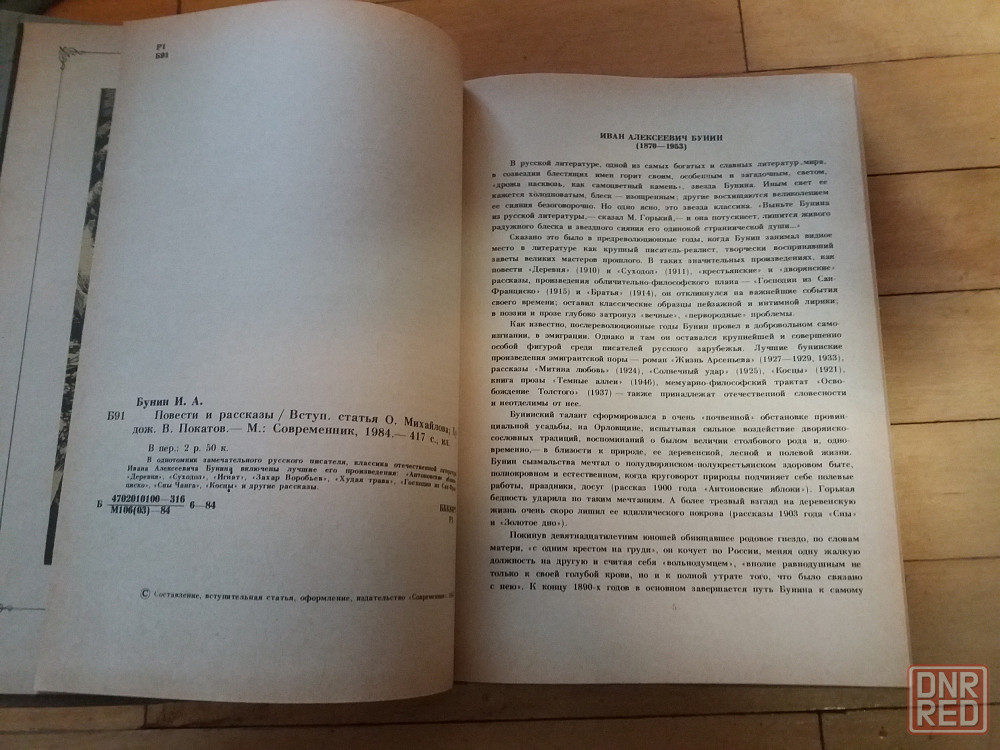 Р1
Б91
Бунин И. А.
Б91 Повести и рассказы / Вступ. статья О. Михайлова;
дож. В. Покатов.— М.: Современник, 1984.— 417 с., ил.
В пер.: 2 р. 50 к.
В однотомник замечательного русского писателя, классика отечественной
Ивана Алексеевича Бунина включены лучшие его произведения: «Антоновские
«Деревня», «Суходол», «Игнат», «Захар Воробьев», «Худая трава», «Господин из Сан-
циско», «Сны Чанга», «Косцы» и другие рассказы.
Б 4702010100—316 6—84
М106(03)—84
© Составление, вступительная статья, оформление, издательство «Современник»
ИВАН АЛЕКСЕЕВИЧ БУНИН
(1870—1953)
В русской литературе, одной из самых богатых и славных литератур мира,
в созвездии блестящих имен горит своим, особенным и загадочным, светом,
«дрожа насквозь, как самоцветный камень», звезда Бунина. Иным свет ее
кажется холодным, блеск — изощренным; другие восхищаются великолепием
ее сияния безоговорочно. Но одно ясно, это звезда классика. «Выньте Бунина
из русской литературы,— сказал М. Горький,— и она потускнеет, лишится живого
радужного блеска и звездного сияния его одинокой страннической души...»
Сказано это было в предреволюционные годы, когда Бунин занимал видное
место в литературе как крупный писатель-реалист, творчески воспринявший
заветы великих мастеров прошлого. В таких значительных произведениях, как
повести «Деревня» (1910) и «Суходол» (1911), «крестьянские» и «дворянские»
рассказы, произведения обличительно-философского плана — «Господин из Сан-
Франциско» (1915) и «Братья» (1914), он откликнулся на важнейшие события
своего времени; оставил классические образцы пейзажной и интимной лирики;
в поэзии и прозе глубоко затронул «вечные», «первородные» проблемы.
Как известно, послереволюционные годы Бунин провел в добровольном само-
изгнании, в эмиграции. Однако и там он оставался крупнейшей и совершенно
особой фигурой среди писателей русского зарубежья. Лучшие бунинские
произведения эмигрантской поры — роман «Жизнь Арсеньева» (1927—1929, 1933),
рассказы «Митина любовь» (1924), «Солнечный удар» (1925), «Косцы» (1921),
книга прозы «Темные аллеи» (1946), мемуарно-философский трактат «Осво-
бождение Толстого» (1937) — также принадлежат отечественной словесности
и неотделимы от нее.
Бунинский талант сформировался в очень «почвенной» обстановке провин-
циальной усадьбы, на Орловщине, испытывая сильное воздействие дворянско-
сословных традиций, воспоминаний о былом величии столбового рода и, одно-
временно,— в близости к природе, ее деревенской, лесной и полевой жизни.
Бунин сызмальства мечтал о полудворянском-полукрестьянском здоровом быте,
полнокровном и естественном, когда круговорот природы подчиняет себе полевые
работы, праздники, досуг (рассказ 1900 года «Антоновские яблоки»). Горькая
бедность ударила по таким мечтаниям. А более трезвый взгляд на деревенскую
жизнь очень скоро лишил ее идиллического покрова (рассказы 1903 года «Сны»
и «Золотое дно»).
Покинув девятнадцатилетним юношей обнищавшее родовое гнездо, по словам
матери, «с одним крестом на груди», он кочует по России, меняя одну жалкую
должность на другую и считая себя «вольнодумцем», «вполне равнодушным не
только к своей голубой крови, но и к полной утрате того, что было связано
с нею». К концу 1890-х годов в основном завершается путь Бунина к самому
5
DNR
RED